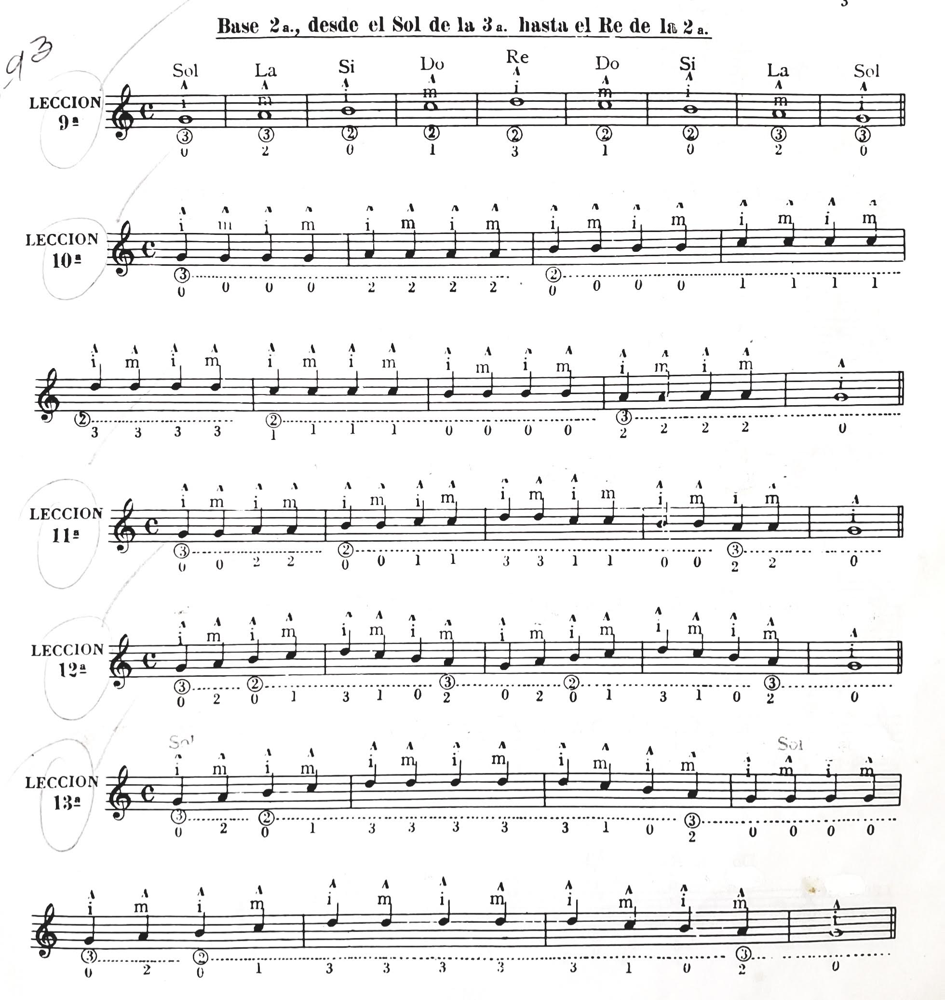 3
Base 2a., desde el Sol de la 3a. hasta el Re de la 2a.
93
Sol La Si Do Re Do Si La Sol
i m i m i m i m i
LECCION
9ª
③ ③ ② ② ② ② ② ③ ③
0 2 0 1 3 1 0 2 0
i m i m i m i m i m i m i m i m
LECCION
10ª
③ ②
0 0 0 0 2 2 2 2 0 0 0 0 1 1 1 1
i m i m i m i m i m i m i m i m i
② ② ③
3 3 3 3 1 1 1 1 0 0 0 0 2 2 2 2 0
i m i m i m i m i m i m i m i m i
LECCION
11ª
③ ② ③
0 0 2 2 0 0 1 1 3 3 1 1 0 0 2 2 0
i m i m i m i m i m i m i m i m i
LECCION
12ª
③ ② ③ ② ③
0 2 0 1 3 1 0 2 0 2 0 1 3 1 0 2 0
Sol Sol
i m i m i m i m i m i m i m i m
LECCION
13ª
③ ② ③
0 2 0 1 3 3 3 3 3 1 0 2 0 0 0 0
i m i m i m i m i m i m i
③ ② ③
0 2 0 1 3 3 3 3 3 1 0 2 0